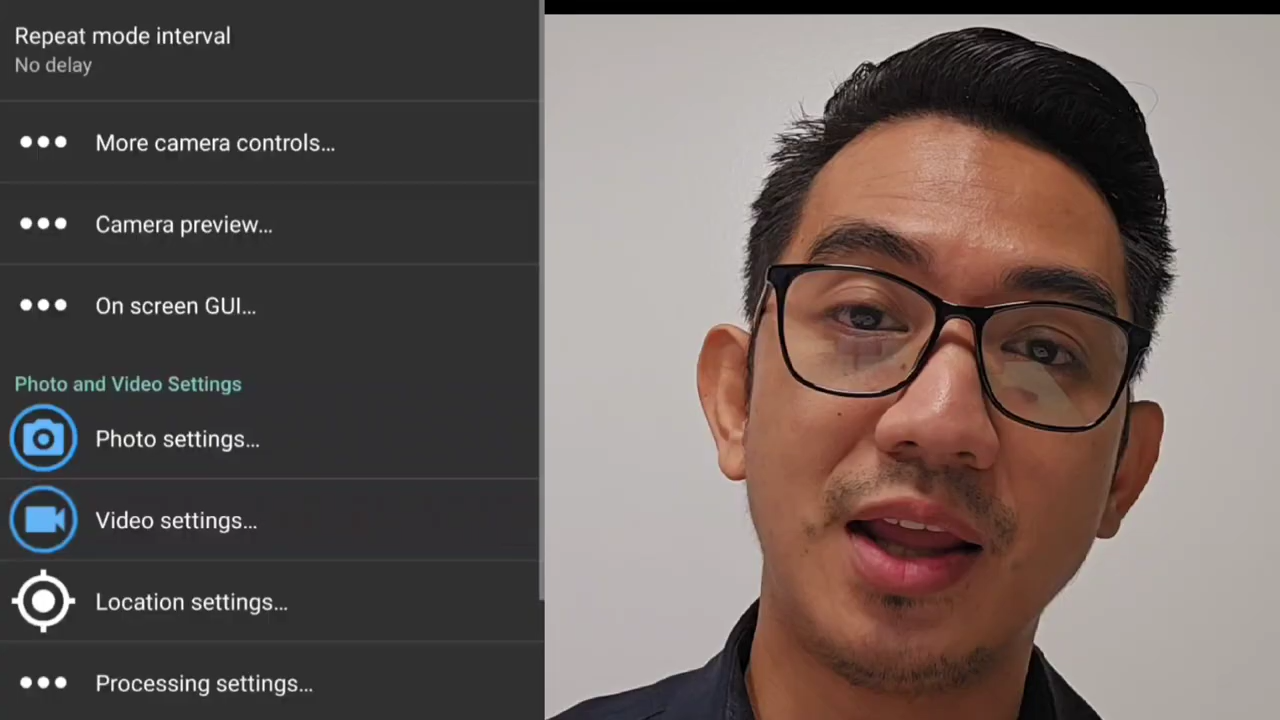 Repeat mode interval
No delay
More camera controls...
Camera preview...
On screen GUI...
Photo and Video Settings
Photo settings...
Video settings...
Location settings...
Processing settings...